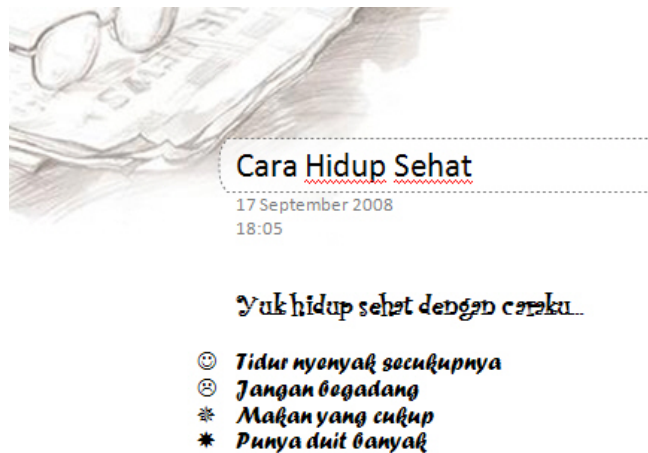 NEWS
Cara Hidup Sehat
17 September 2008
18:05
Yuk hidup sehat dengan caraku...
Tidur nyenyak secukupnya
Jangan begadang
Makan yang cukup
Punya duit banyak